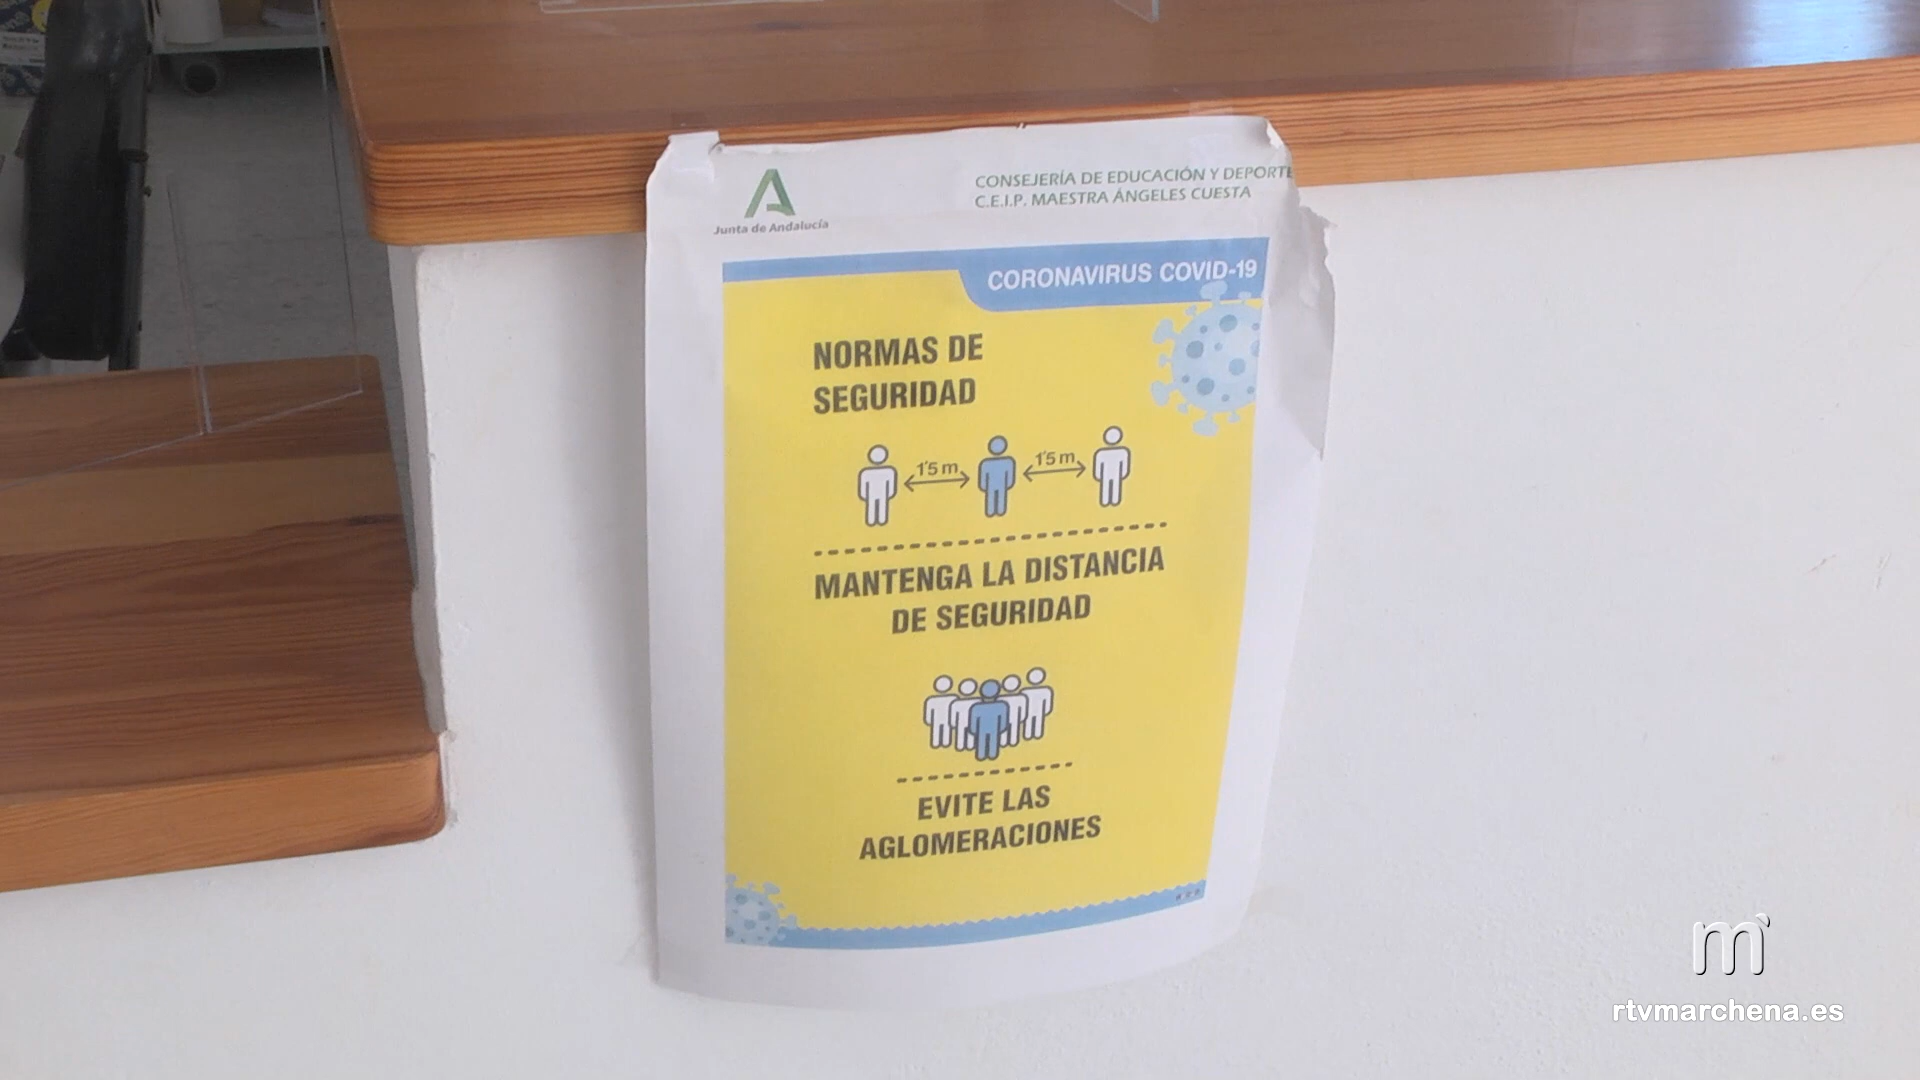 Junta de Andalucía
CONSEJERÍA DE EDUCACIÓN Y DEPORTE
C.E.I.P. MAESTRA ÁNGELES CUESTA
CORONAVIRUS COVID-19
NORMAS DE
SEGURIDAD
1'5 m
1'5 m
MANTENGA LA DISTANCIA
DE SEGURIDAD
EVITE LAS
AGLOMERACIONES
m
rtvmarchena.es